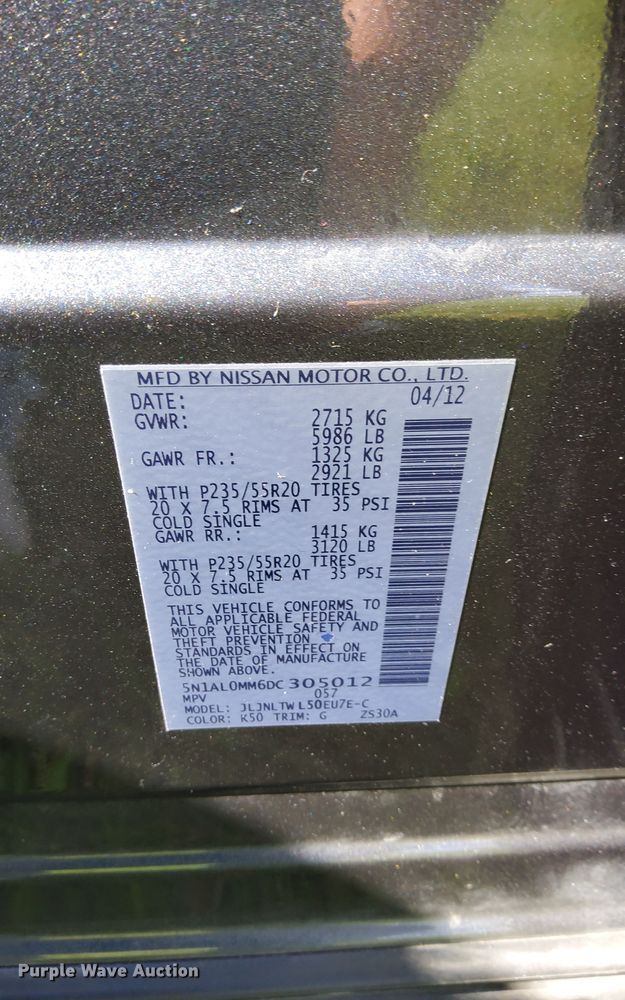 MFD BY NISSAN MOTOR CO., LTD.
DATE: 04/12
GVWR: 2715 KG
5986 LB
GAWR FR.: 1325 KG
2921 LB
WITH P235/55R20 TIRES
20 X 7.5 RIMS AT 35 PSI
COLD SINGLE
GAWR RR.: 1415 KG
3120 LB
WITH P235/55R20 TIRES
20 X 7.5 RIMS AT 35 PSI
COLD SINGLE
THIS VEHICLE CONFORMS TO
ALL APPLICABLE FEDERAL
MOTOR VEHICLE SAFETY AND
THEFT PREVENTION
STANDARDS IN EFFECT ON
THE DATE OF MANUFACTURE
SHOWN ABOVE.
5N1AL0MM6DC 305012
MPV 057
MODEL: JLJNLTW L50EU7E-C
COLOR: K50 TRIM: G ZS30A
Purple Wave Auction